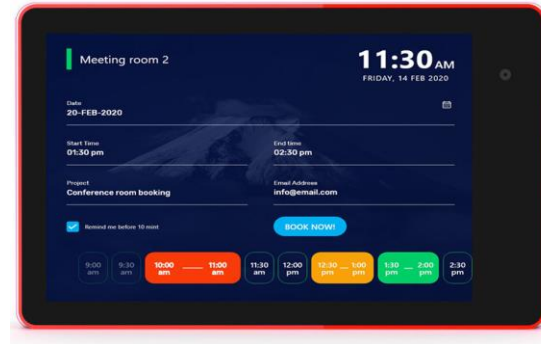 Meeting room 2
11:30 AM
FRIDAY, 14 FEB 2020
Date
20-FEB-2020
Start Time
01:30 pm
End time
02:30 pm
Project
Conference room booking
Email Address
info@email.com
Remind me before 10 mint
BOOK NOW!
9:00 am
9:30 am
10:00 am — 11:00 am
11:30 am
12:00 pm
12:30 pm — 1:00 pm
1:30 pm — 2:00 pm
2:30 pm